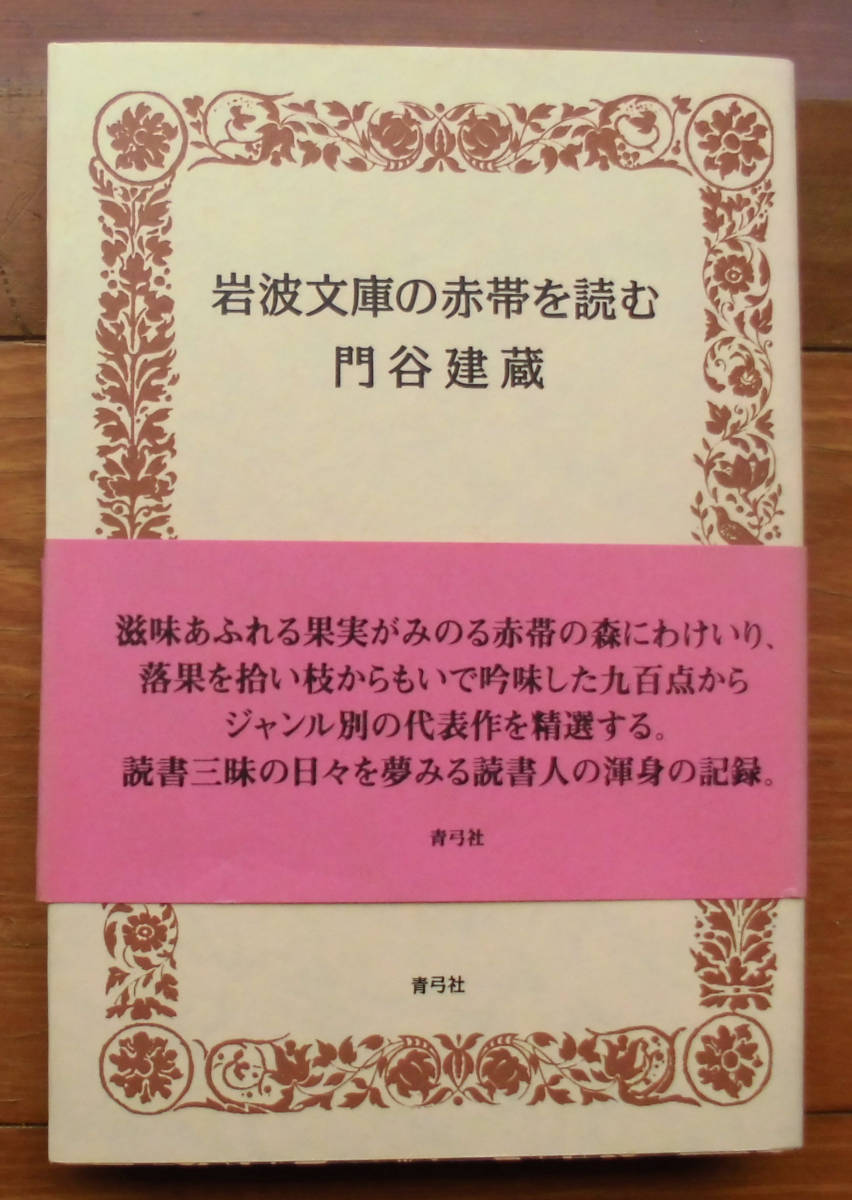 岩波文庫の赤帯を読む
門谷建蔵
滋味あふれる果実がみのる赤帯の森にわけいり、
落果を拾い枝からもいで吟味した九百点から
ジャンル別の代表作を精選する。
読書三昧の日々を夢みる読書人の渾身の記録。
青弓社
青弓社